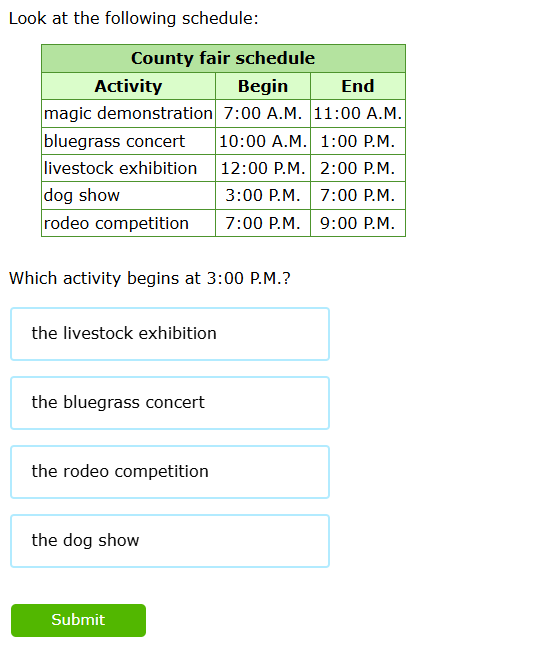 Look at the following schedule:
County fair schedule
Activity Begin End
magic demonstration 7:00 A.M. 11:00 A.M.
bluegrass concert 10:00 A.M. 1:00 P.M.
livestock exhibition 12:00 P.M. 2:00 P.M.
dog show 3:00 P.M. 7:00 P.M.
rodeo competition 7:00 P.M. 9:00 P.M.
Which activity begins at 3:00 P.M.?
the livestock exhibition
the bluegrass concert
the rodeo competition
the dog show
Submit